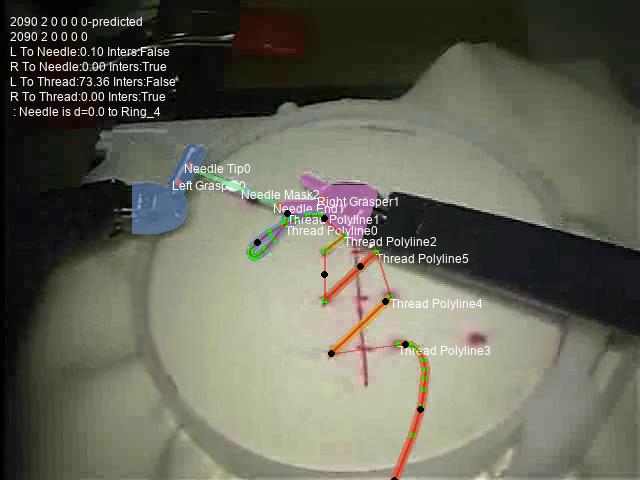 2090 2 0 0 0 0-predicted
2090 2 0 0 0 0
L To Needle:0.10 Inters:False
R To Needle:0.00 Inters:True
L To Thread:73.36 Inters:False
R To Thread:0.00 Inters:True
: Needle is d=0.0 to Ring_4
Needle Tip0
Left Grasper0
Needle Mask2
Right Grasper1
Needle End1
Thread Polyline
Thread Polyline0
Thread Polyline2
Thread Polyline5
Thread Polyline4
Thread Polyline3